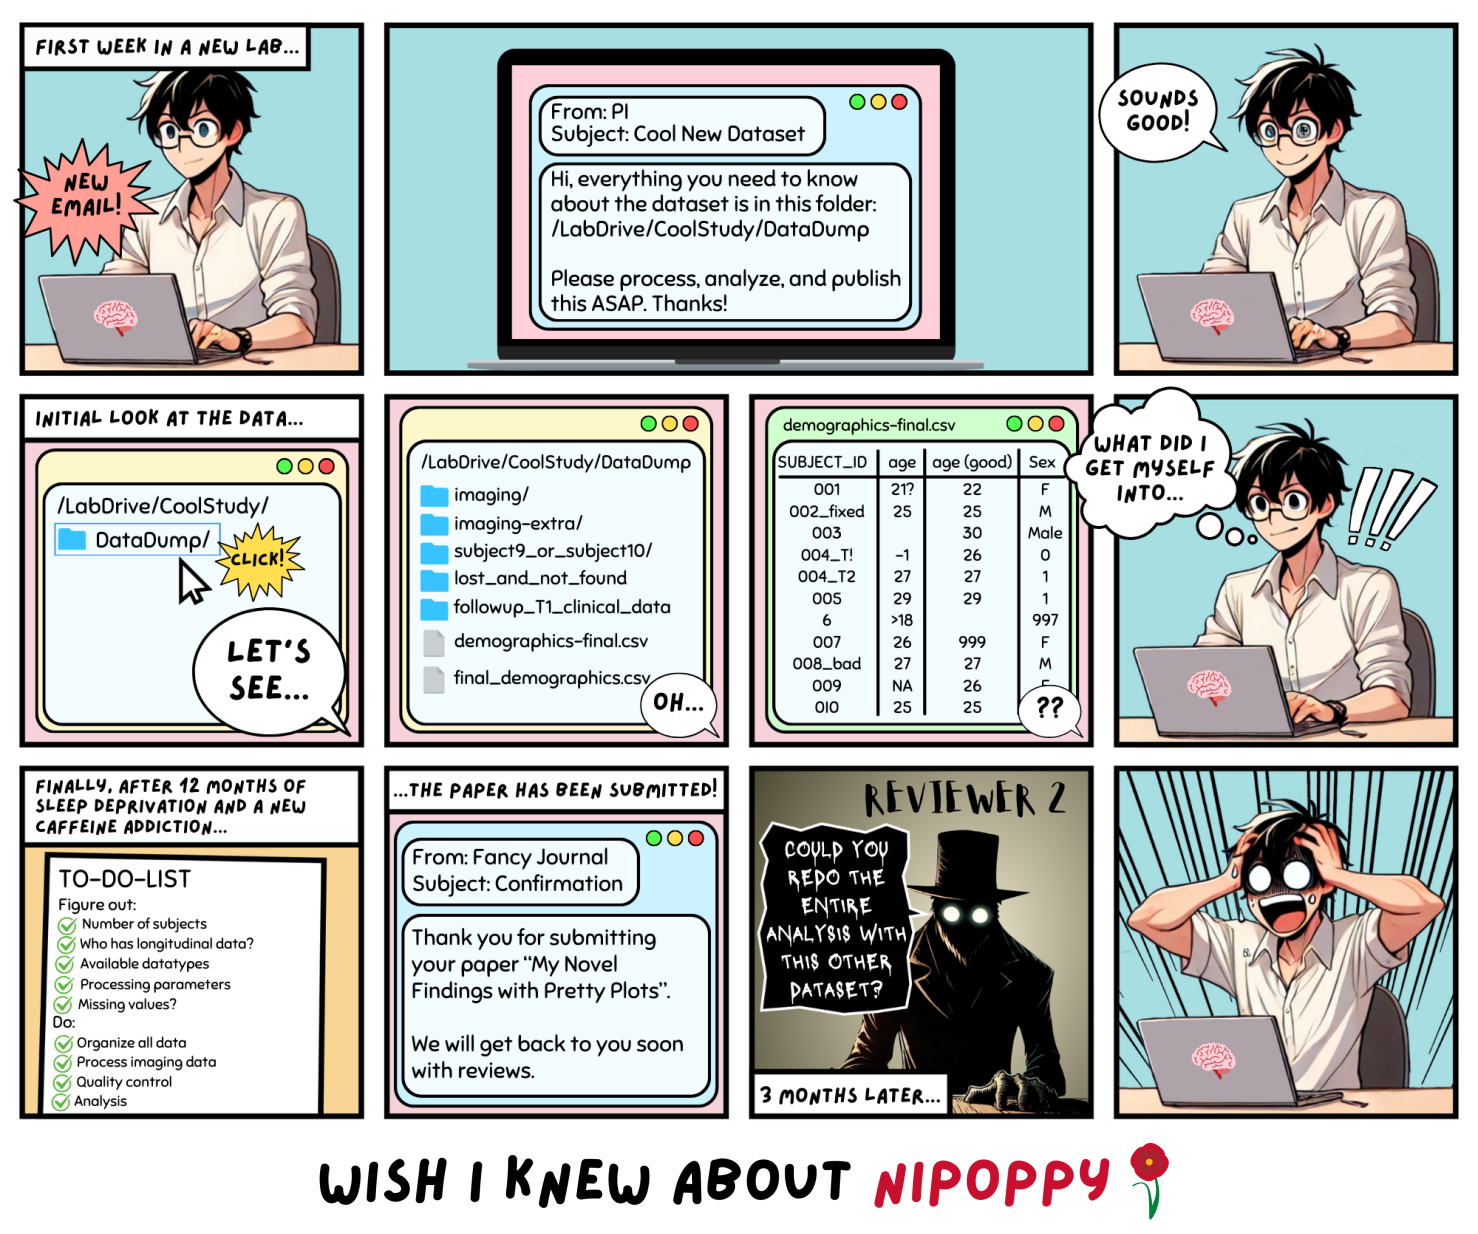 FIRST WEEK IN A NEW LAB...
NEW
EMAIL!
From: PI
Subject: Cool New Dataset
Hi, everything you need to know
about the dataset is in this folder:
/LabDrive/CoolStudy/DataDump
Please process, analyze, and publish
this ASAP. Thanks!
SOUNDS
GOOD!
INITIAL LOOK AT THE DATA...
/LabDrive/CoolStudy/
DataDump/
CLICK!
LET'S
SEE...
/LabDrive/CoolStudy/DataDump
imaging/
imaging-extra/
subject9_or_subject10/
lost_and_not_found
followup_T1_clinical_data
demographics-final.csv
final_demographics.csv
OH...
demographics-final.csv
SUBJECT_ID age age (good) Sex
001 21? 22 F
002_fixed 25 25 M
003 30 Male
004_T! -1 26 0
004_T2 27 27 1
005 29 29 1
6 >18 997
007 26 999 F
008_bad 27 27 M
009 NA 26
010 25 25
??
WHAT DID I
GET MYSELF
INTO...
!!!
FINALLY, AFTER 12 MONTHS OF
SLEEP DEPRIVATION AND A NEW
CAFFEINE ADDICTION...
TO-DO-LIST
Figure out:
Number of subjects
Who has longitudinal data?
Available datatypes
Processing parameters
Missing values?
Do:
Organize all data
Process imaging data
Quality control
Analysis
...THE PAPER HAS BEEN SUBMITTED!
From: Fancy Journal
Subject: Confirmation
Thank you for submitting
your paper “My Novel
Findings with Pretty Plots”.
We will get back to you soon
with reviews.
REVIEWER 2
COULD YOU
REDO THE
ENTIRE
ANALYSIS WITH
THIS OTHER
DATASET?
3 MONTHS LATER...
WISH I KNEW ABOUT NIPOPPY